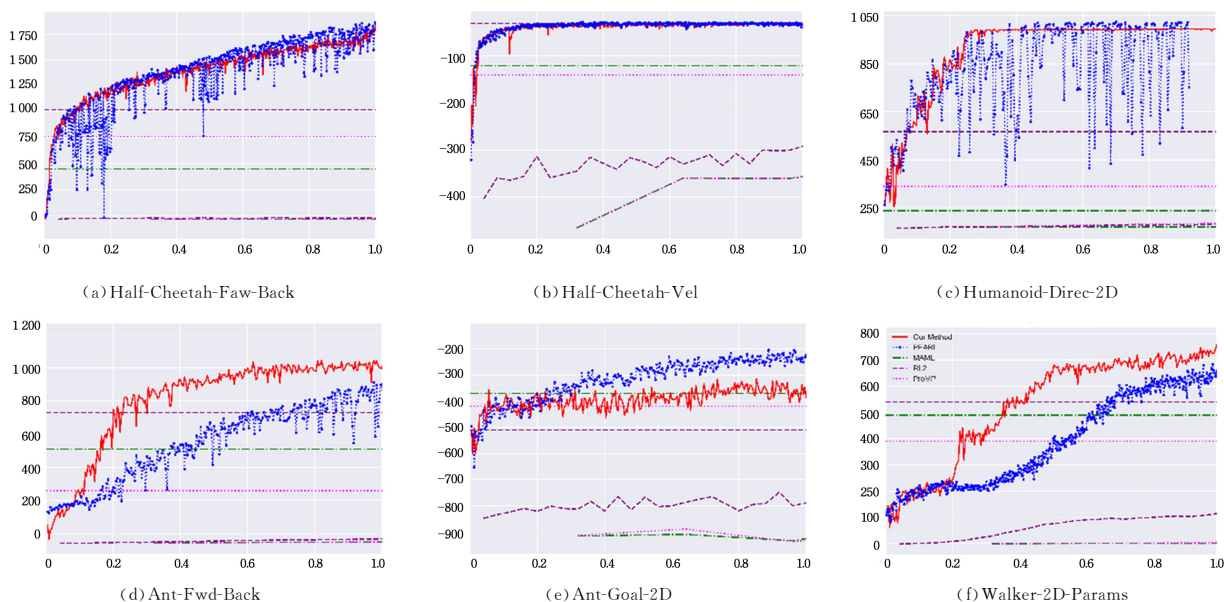 1 750
1 500
1 250
1 000
750
500
250
0
0 0.2 0.4 0.6 0.8 1.0
(a) Half-Cheetah-Faw-Back
−100
−200
−300
−400
0 0.2 0.4 0.6 0.8 1.0
(b) Half-Cheetah-Vel
1 050
850
650
450
250
0 0.2 0.4 0.6 0.8 1.0
(c) Humanoid-Direc-2D
1 200
1 000
800
600
400
200
0
0 0.2 0.4 0.6 0.8 1.0
(d) Ant-Fwd-Back
−200
−300
−400
−500
−600
−700
−800
−900
0 0.2 0.4 0.6 0.8 1.0
(e) Ant-Goal-2D
800
700
600
500
400
300
200
100
0
Our Method
PEARL
MAML
RL2
ProMP
0 0.2 0.4 0.6 0.8 1.0
(f) Walker-2D-Params